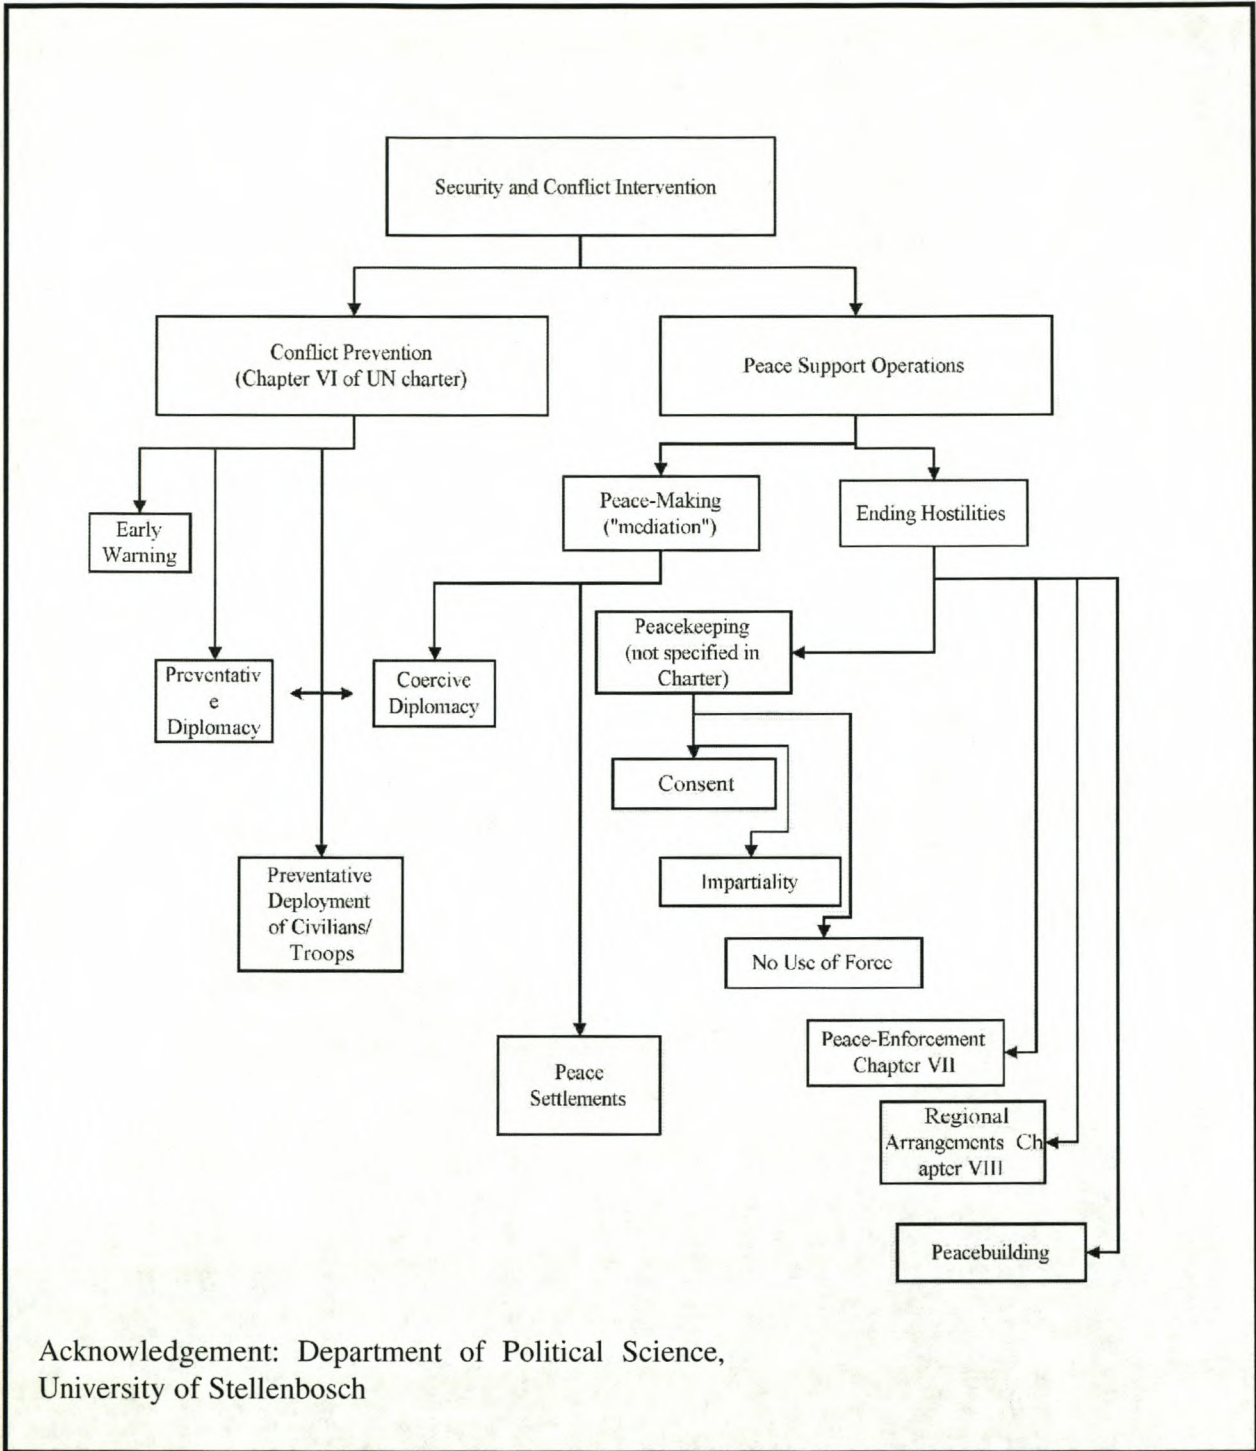 Security and Conflict Intervention
Conflict Prevention
(Chapter VI of UN charter)
Peace Support Operations
Early
Warning
Peace-Making
("mediation")
Ending Hostilities
Preventativ
e
Diplomacy
Coercive
Diplomacy
Peacekeeping
(not specified in
Charter)
Consent
Impartiality
No Use of Force
Preventative
Deployment
of Civilians/
Troops
Peace
Settlements
Peace-Enforcement
Chapter VII
Regional
Arrangements Ch
apter VIII
Peacebuilding
Acknowledgement: Department of Political Science,
University of Stellenbosch